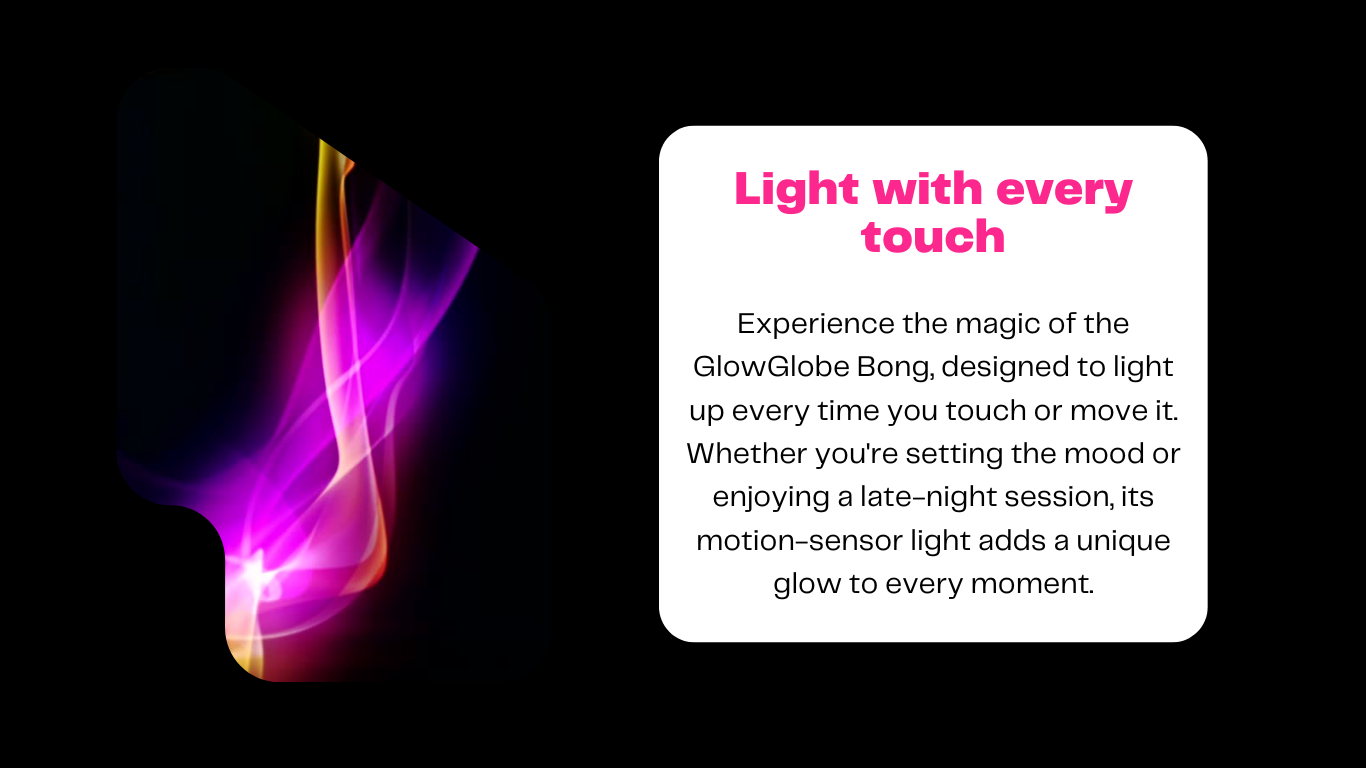 Light with every
touch
Experience the magic of the
GlowGlobe Bong, designed to light
up every time you touch or move it.
Whether you're setting the mood or
enjoying a late-night session, its
motion-sensor light adds a unique
glow to every moment.